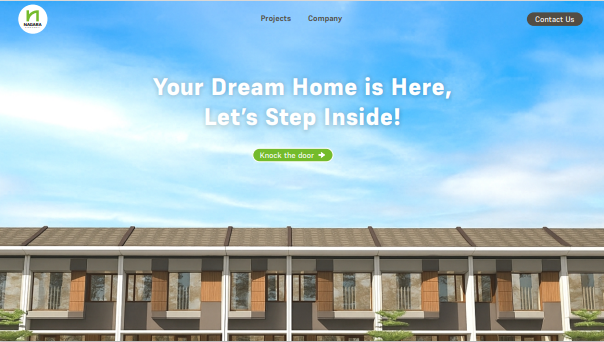 NAGARA
Projects
Company
Contact Us
Your Dream Home is Here,
Let's Step Inside!
Knock the door